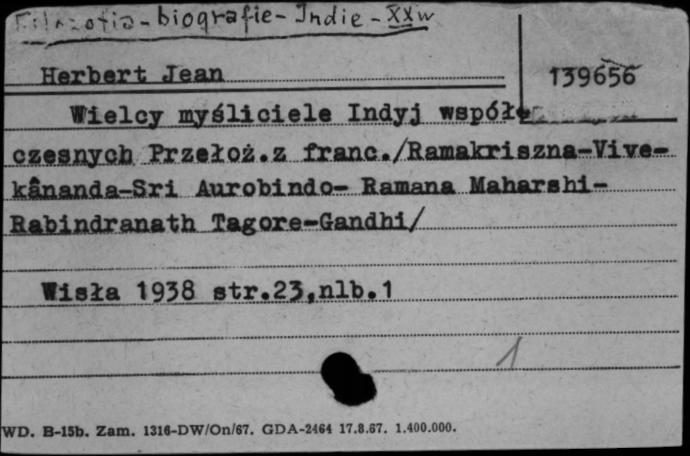 Filozofia - biografie - Indie - XXw
Herbert Jean
139656
Wielcy myśliciele Indyj współ-
czesnych Przełoż.z franc./Ramakriszna-Vive-
kânanda-Sri Aurobindo- Ramana Maharshi-
Rabindranath Tagore-Gandhi/
Wisła 1938 str.23,nlb.1
1
WD. B-15b. Zam. 1316-DW/On/67. GDA-2464 17.8.67. 1.400.000.